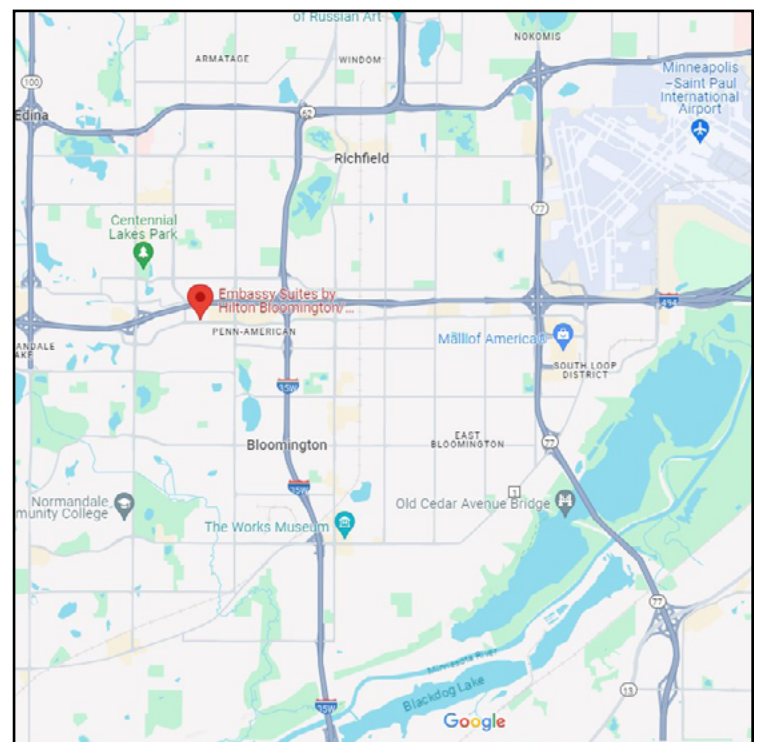 of Russian Art
NOKOMIS
ARMATAGE
WINDOM
Minneapolis
–Saint Paul
International
Airport
100
Edina
62
Richfield
77
Centennial
Lakes Park
Embassy Suites by
Hilton Bloomington/...
494
PENN-AMERICAN
Mall of America
ANDALE
AKE
SOUTH LOOP
DISTRICT
35W
EAST
BLOOMINGTON
Bloomington
77
35W
1
Normandale
munity College
Old Cedar Avenue Bridge
The Works Museum
77
Minnesota River
13
Blackdog Lake
35W
Google